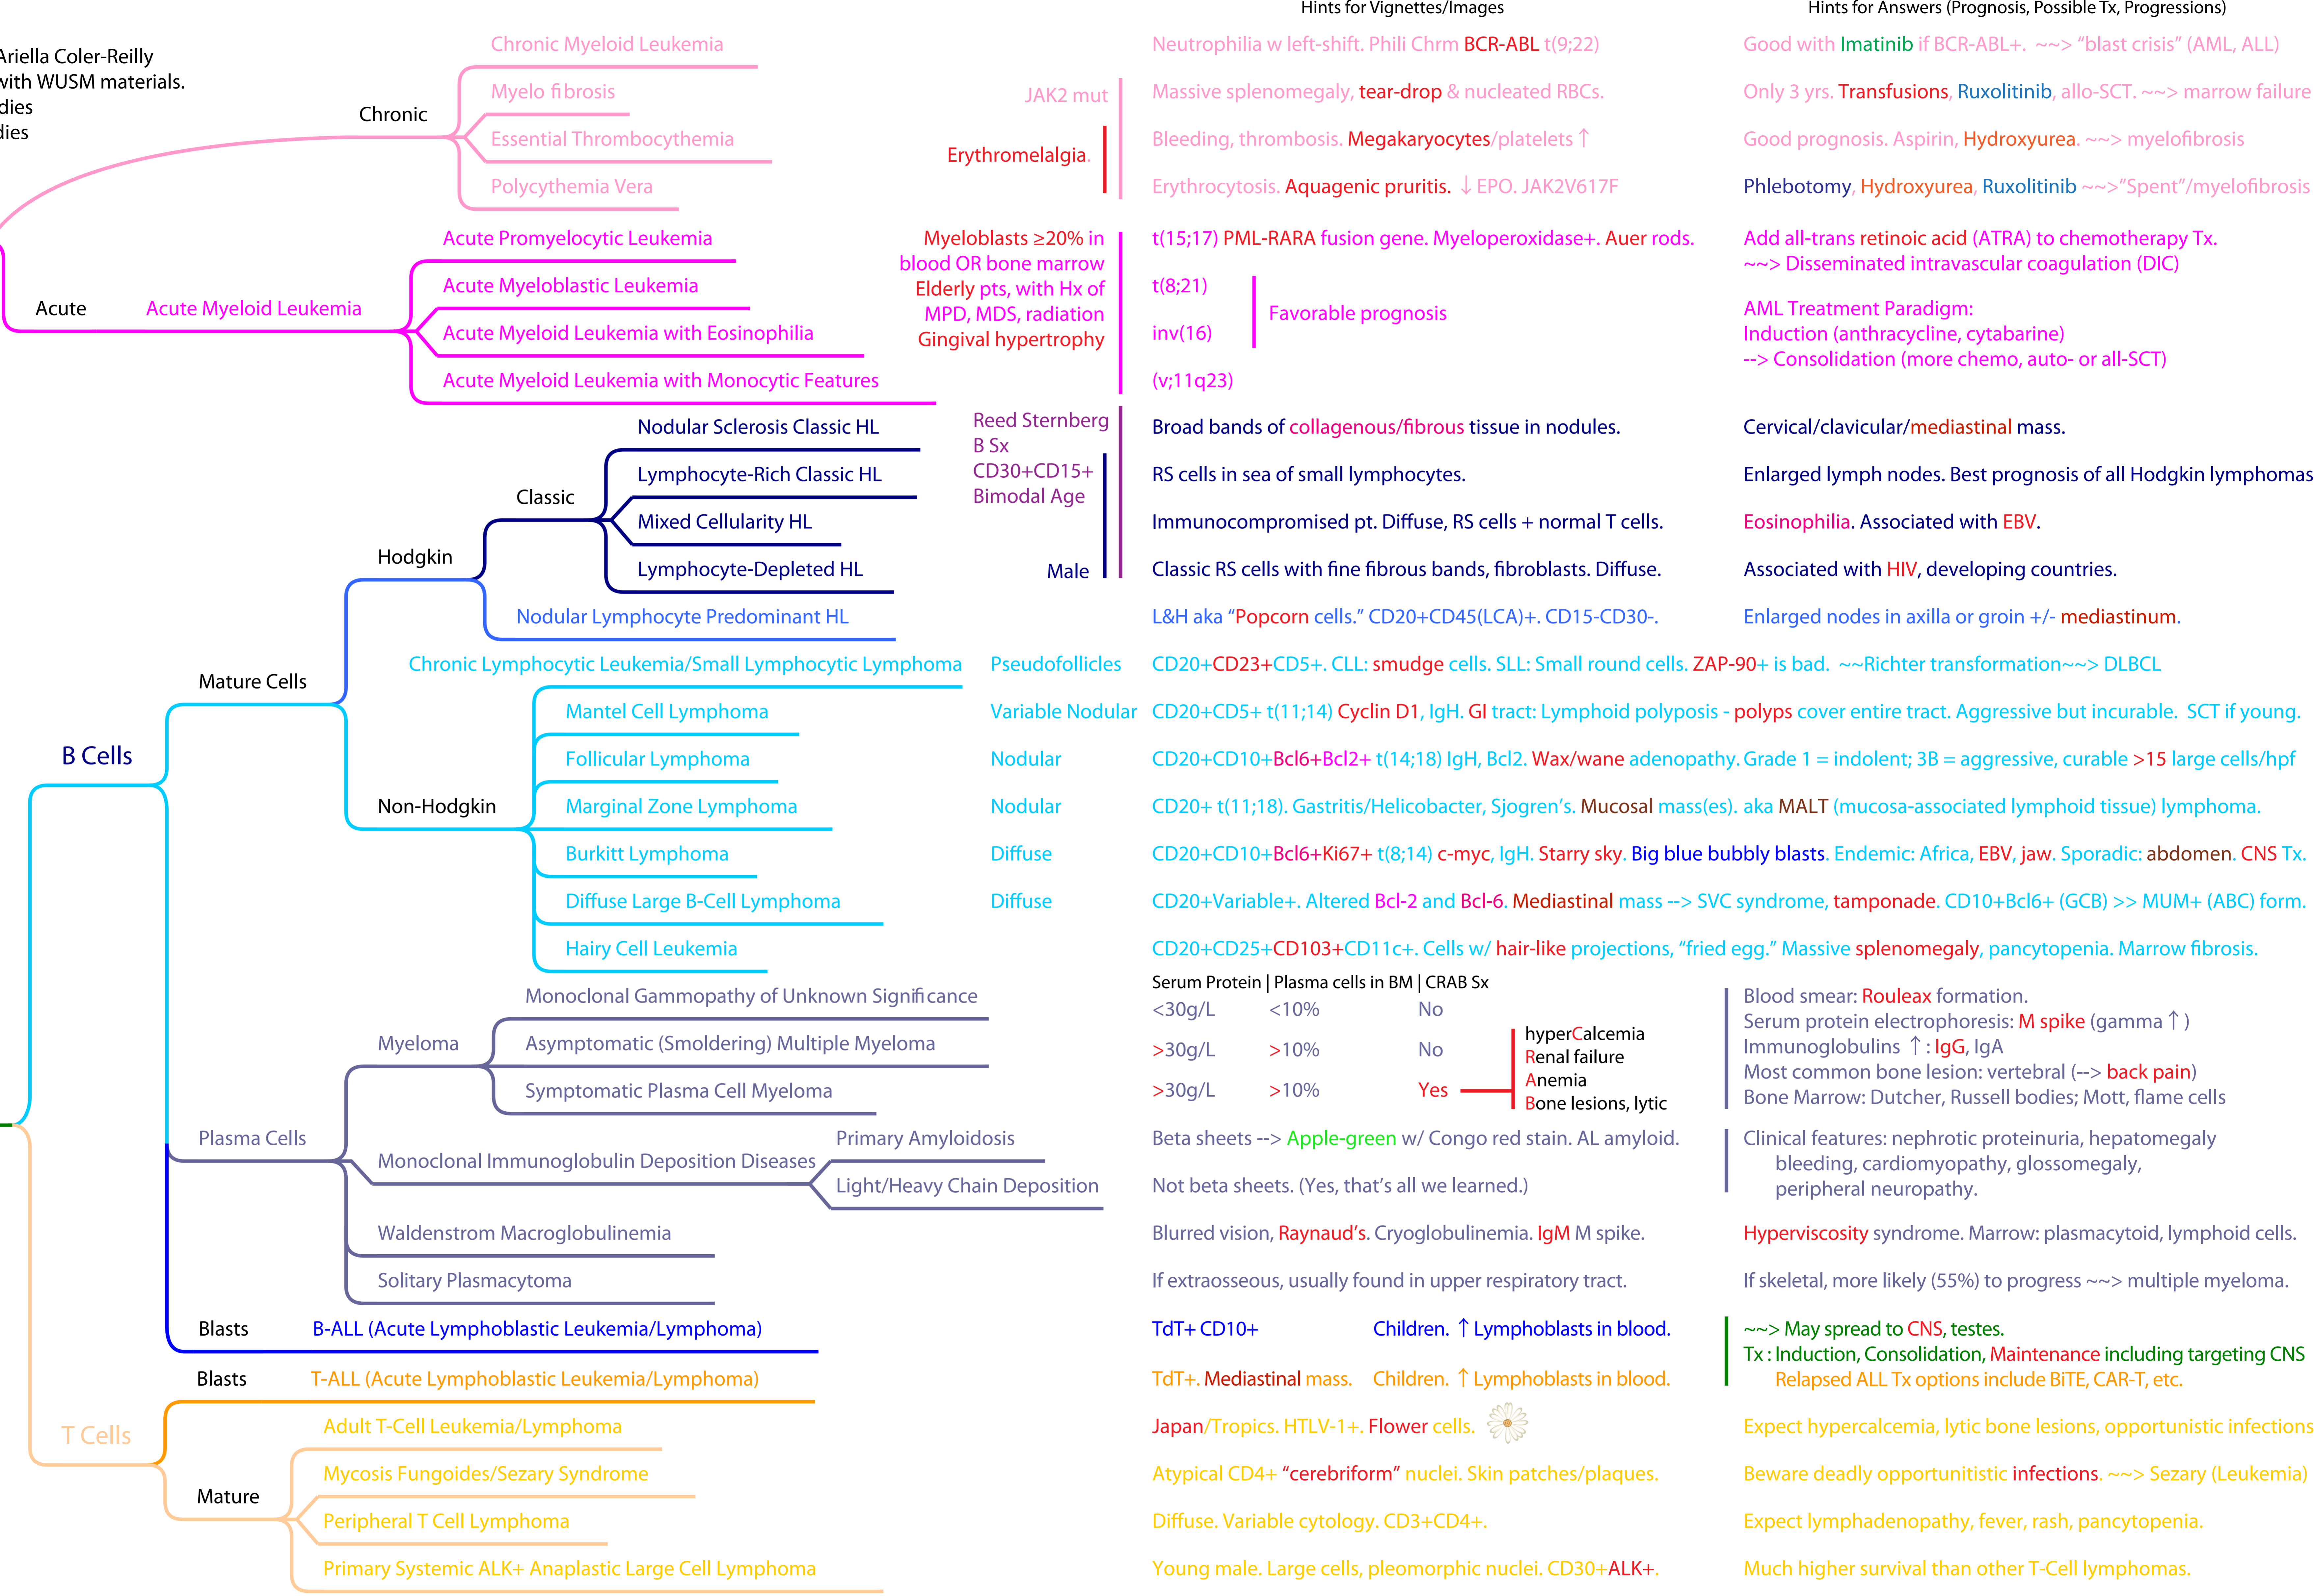 Hints for Vignettes/Images
Hints for Answers (Prognosis, Possible Tx, Progressions)
Ariella Coler-Reilly
with WUSM materials.
dies
dies
Chronic
Chronic Myeloid Leukemia
Neutrophilia w left-shift. Phili Chrm BCR-ABL t(9;22)
Good with Imatinib if BCR-ABL+. ~~> “blast crisis” (AML, ALL)
Myelo fibrosis
JAK2 mut
Massive splenomegaly, tear-drop & nucleated RBCs.
Only 3 yrs. Transfusions, Ruxolitinib, allo-SCT. ~~> marrow failure
Essential Thrombocythemia
Erythromelalgia.
Bleeding, thrombosis. Megakaryocytes/platelets ↑
Good prognosis. Aspirin, Hydroxyurea. ~~> myelofibrosis
Polycythemia Vera
Erythrocytosis. Aquagenic pruritis. ↓ EPO. JAK2V617F
Phlebotomy, Hydroxyurea, Ruxolitinib ~~>”Spent”/myelofibrosis
Acute
Acute Myeloid Leukemia
Acute Promyelocytic Leukemia
Acute Myeloblastic Leukemia
Acute Myeloid Leukemia with Eosinophilia
Acute Myeloid Leukemia with Monocytic Features
Myeloblasts ≥20% in
blood OR bone marrow
Elderly pts, with Hx of
MPD, MDS, radiation
Gingival hypertrophy
t(15;17) PML-RARA fusion gene. Myeloperoxidase+. Auer rods.
t(8;21)
inv(16)
Favorable prognosis
(v;11q23)
Add all-trans retinoic acid (ATRA) to chemotherapy Tx.
~~> Disseminated intravascular coagulation (DIC)
AML Treatment Paradigm:
Induction (anthracycline, cytabarine)
--> Consolidation (more chemo, auto- or all-SCT)
B Cells
Mature Cells
Hodgkin
Classic
Reed Sternberg
B Sx
CD30+CD15+
Bimodal Age
Male
Nodular Sclerosis Classic HL
Broad bands of collagenous/fibrous tissue in nodules.
Cervical/clavicular/mediastinal mass.
Lymphocyte-Rich Classic HL
RS cells in sea of small lymphocytes.
Enlarged lymph nodes. Best prognosis of all Hodgkin lymphomas
Mixed Cellularity HL
Immunocompromised pt. Diffuse, RS cells + normal T cells.
Eosinophilia. Associated with EBV.
Lymphocyte-Depleted HL
Classic RS cells with fine fibrous bands, fibroblasts. Diffuse.
Associated with HIV, developing countries.
Nodular Lymphocyte Predominant HL
L&H aka “Popcorn cells.” CD20+CD45(LCA)+. CD15-CD30-.
Enlarged nodes in axilla or groin +/- mediastinum.
Non-Hodgkin
Chronic Lymphocytic Leukemia/Small Lymphocytic Lymphoma
Pseudofollicles
CD20+CD23+CD5+. CLL: smudge cells. SLL: Small round cells. ZAP-90+ is bad. ~~Richter transformation~~> DLBCL
Mantel Cell Lymphoma
Variable Nodular
CD20+CD5+ t(11;14) Cyclin D1, IgH. GI tract: Lymphoid polyposis - polyps cover entire tract. Aggressive but incurable. SCT if young.
Follicular Lymphoma
Nodular
CD20+CD10+Bcl6+Bcl2+ t(14;18) IgH, Bcl2. Wax/wane adenopathy. Grade 1 = indolent; 3B = aggressive, curable >15 large cells/hpf
Marginal Zone Lymphoma
Nodular
CD20+ t(11;18). Gastritis/Helicobacter, Sjogren’s. Mucosal mass(es). aka MALT (mucosa-associated lymphoid tissue) lymphoma.
Burkitt Lymphoma
Diffuse
CD20+CD10+Bcl6+Ki67+ t(8;14) c-myc, IgH. Starry sky. Big blue bubbly blasts. Endemic: Africa, EBV, jaw. Sporadic: abdomen. CNS Tx.
Diffuse Large B-Cell Lymphoma
Diffuse
CD20+Variable+. Altered Bcl-2 and Bcl-6. Mediastinal mass --> SVC syndrome, tamponade. CD10+Bcl6+ (GCB) >> MUM+ (ABC) form.
Hairy Cell Leukemia
CD20+CD25+CD103+CD11c+. Cells w/ hair-like projections, “fried egg.” Massive splenomegaly, pancytopenia. Marrow fibrosis.
Plasma Cells
Myeloma
Serum Protein | Plasma cells in BM | CRAB Sx
Monoclonal Gammopathy of Unknown Significance
<30g/L <10% No
Asymptomatic (Smoldering) Multiple Myeloma
>30g/L >10% No
Symptomatic Plasma Cell Myeloma
>30g/L >10% Yes
hyperCalcemia
Renal failure
Anemia
Bone lesions, lytic
Blood smear: Rouleax formation.
Serum protein electrophoresis: M spike (gamma ↑)
Immunoglobulins ↑: IgG, IgA
Most common bone lesion: vertebral (--> back pain)
Bone Marrow: Dutcher, Russell bodies; Mott, flame cells
Monoclonal Immunoglobulin Deposition Diseases
Primary Amyloidosis
Beta sheets --> Apple-green w/ Congo red stain. AL amyloid.
Light/Heavy Chain Deposition
Not beta sheets. (Yes, that’s all we learned.)
Clinical features: nephrotic proteinuria, hepatomegaly
bleeding, cardiomyopathy, glossomegaly,
peripheral neuropathy.
Waldenstrom Macroglobulinemia
Blurred vision, Raynaud’s. Cryoglobulinemia. IgM M spike.
Hyperviscosity syndrome. Marrow: plasmacytoid, lymphoid cells.
Solitary Plasmacytoma
If extraosseous, usually found in upper respiratory tract.
If skeletal, more likely (55%) to progress ~~> multiple myeloma.
Blasts
B-ALL (Acute Lymphoblastic Leukemia/Lymphoma)
TdT+ CD10+
Children. ↑ Lymphoblasts in blood.
~~> May spread to CNS, testes.
Tx : Induction, Consolidation, Maintenance including targeting CNS
Relapsed ALL Tx options include BiTE, CAR-T, etc.
T Cells
Blasts
T-ALL (Acute Lymphoblastic Leukemia/Lymphoma)
TdT+. Mediastinal mass.
Children. ↑ Lymphoblasts in blood.
Mature
Adult T-Cell Leukemia/Lymphoma
Japan/Tropics. HTLV-1+. Flower cells.
Expect hypercalcemia, lytic bone lesions, opportunistic infections
Mycosis Fungoides/Sezary Syndrome
Atypical CD4+ “cerebriform” nuclei. Skin patches/plaques.
Beware deadly opportunitistic infections. ~~> Sezary (Leukemia)
Peripheral T Cell Lymphoma
Diffuse. Variable cytology. CD3+CD4+.
Expect lymphadenopathy, fever, rash, pancytopenia.
Primary Systemic ALK+ Anaplastic Large Cell Lymphoma
Young male. Large cells, pleomorphic nuclei. CD30+ALK+.
Much higher survival than other T-Cell lymphomas.